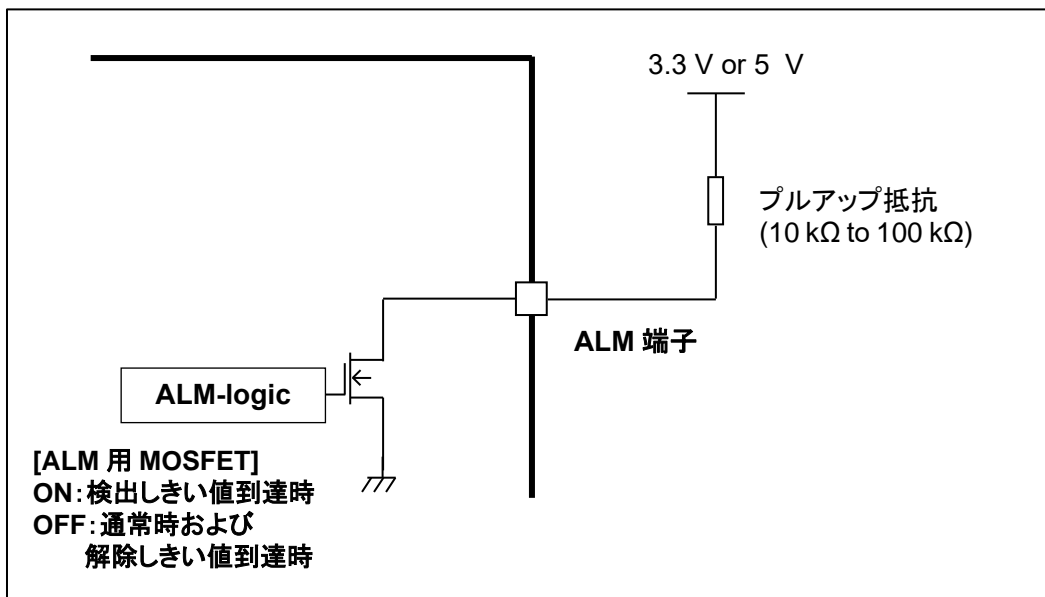 3.3 V or 5 V
プルアップ抵抗
(10 kΩ to 100 kΩ)
ALM 端子
ALM-logic
[ALM 用 MOSFET]
ON：検出しきい値到達時
OFF：通常時および
解除しきい値到達時